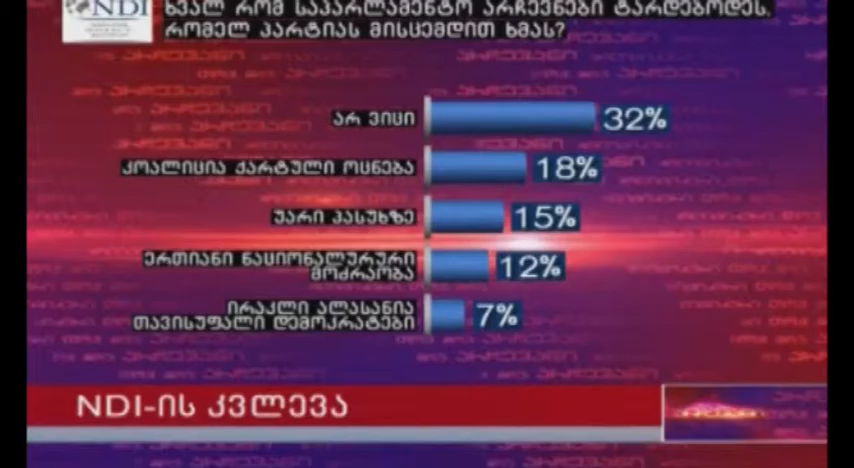 NDI
ხვალ რომ საპარლამენტო არჩევნები ტარდებოდეს,
რომელ პარტიას მისცემდით ხმას?
არ ვიცი 32%
კოალიცია ქართული ოცნება 18%
უარი პასუხზე 15%
ერთიანი ნაციონალურური
მოძრაობა 12%
ირაკლი ალასანია
თავისუფალი დემოკრატები 7%
NDI-ის კვლევა